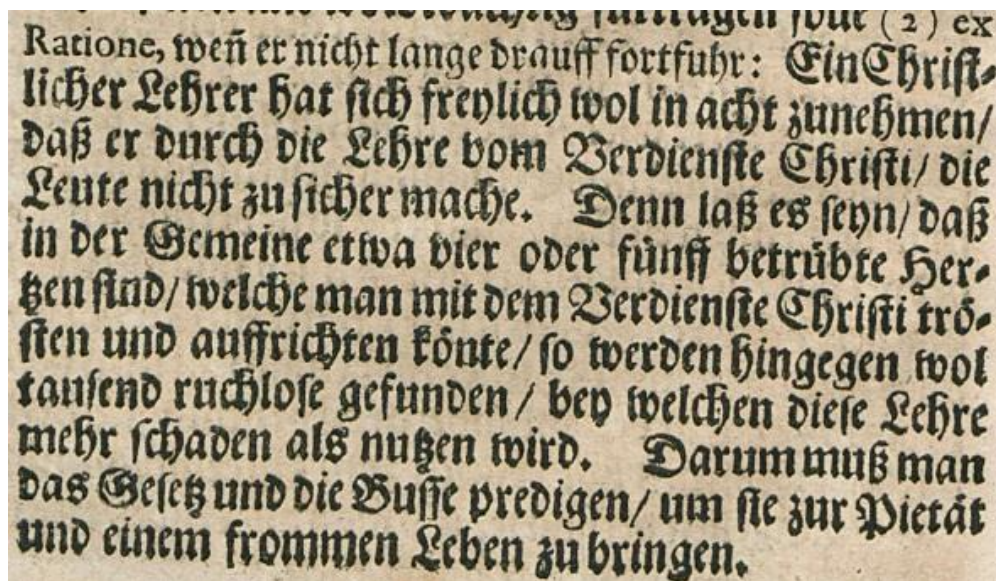 (2) ex
Ratione, weñ er nicht lange drauff fortfuhr: Ein Christ-
licher Lehrer hat sich freylich wol in acht zunehmen/
daß er durch die Lehre vom Verdienste Christi/ die
Leute nicht zu sicher mache. Denn laß es seyn/ daß
in der Gemeine etwa vier oder fünff betrübte Her-
tzen sind/ welche man mit dem Verdienste Christi trö-
sten und auffrichten könte/ so werden hingegen wol
tausend ruchlose gefunden/ bey welchen diese Lehre
mehr schaden als nutzen wird. Darum muß man
das Gesetz und die Busse predigen/ um sie zur Pietät
und einem frommen Leben zu bringen.